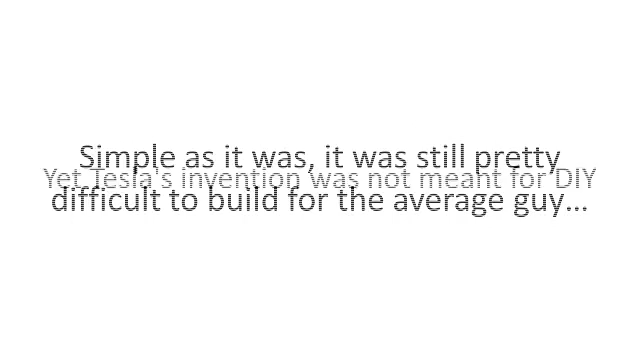 Simple as it was, it was still pretty
Yet Tesla's invention was not meant for DIY
difficult to build for the average guy...